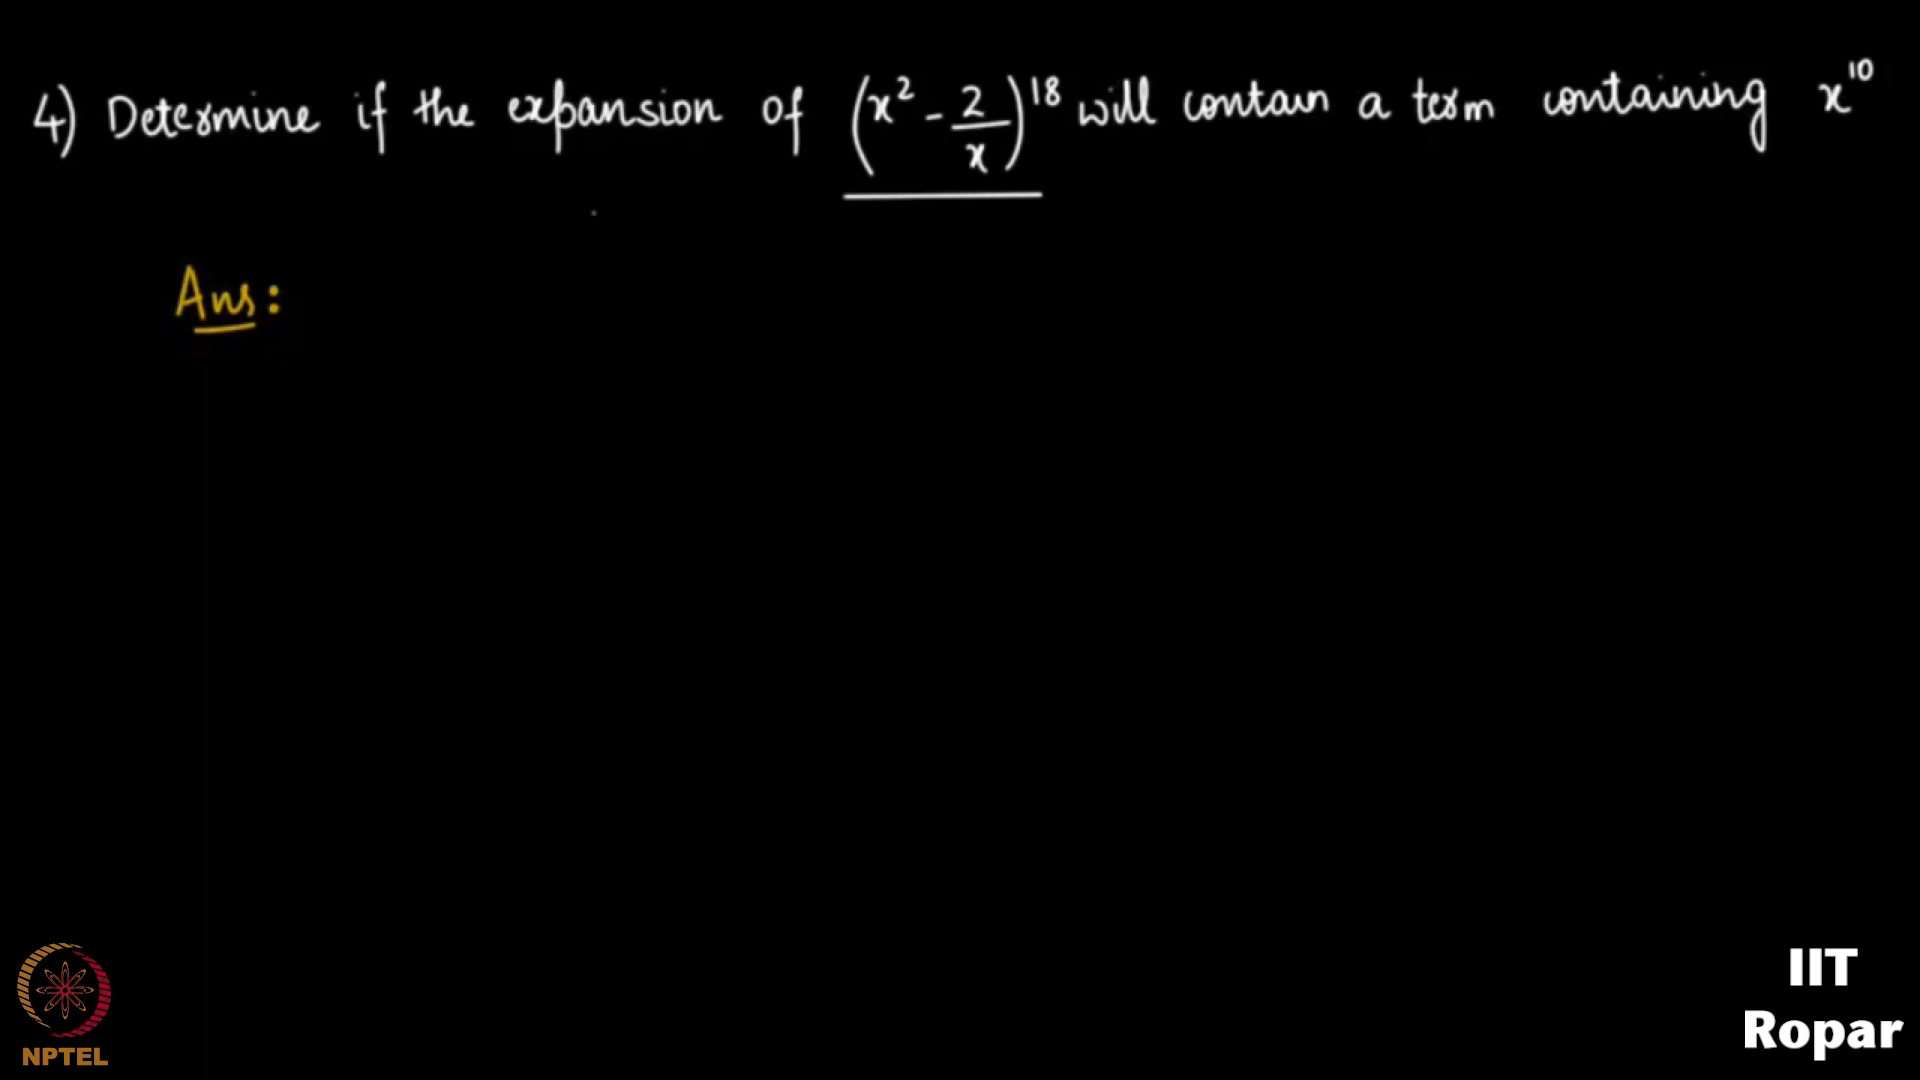 4) Determine if the expansion of (x² - 2/x)¹⁸ will contain a term containing x¹⁰
Ans:
NPTEL
IIT
Ropar